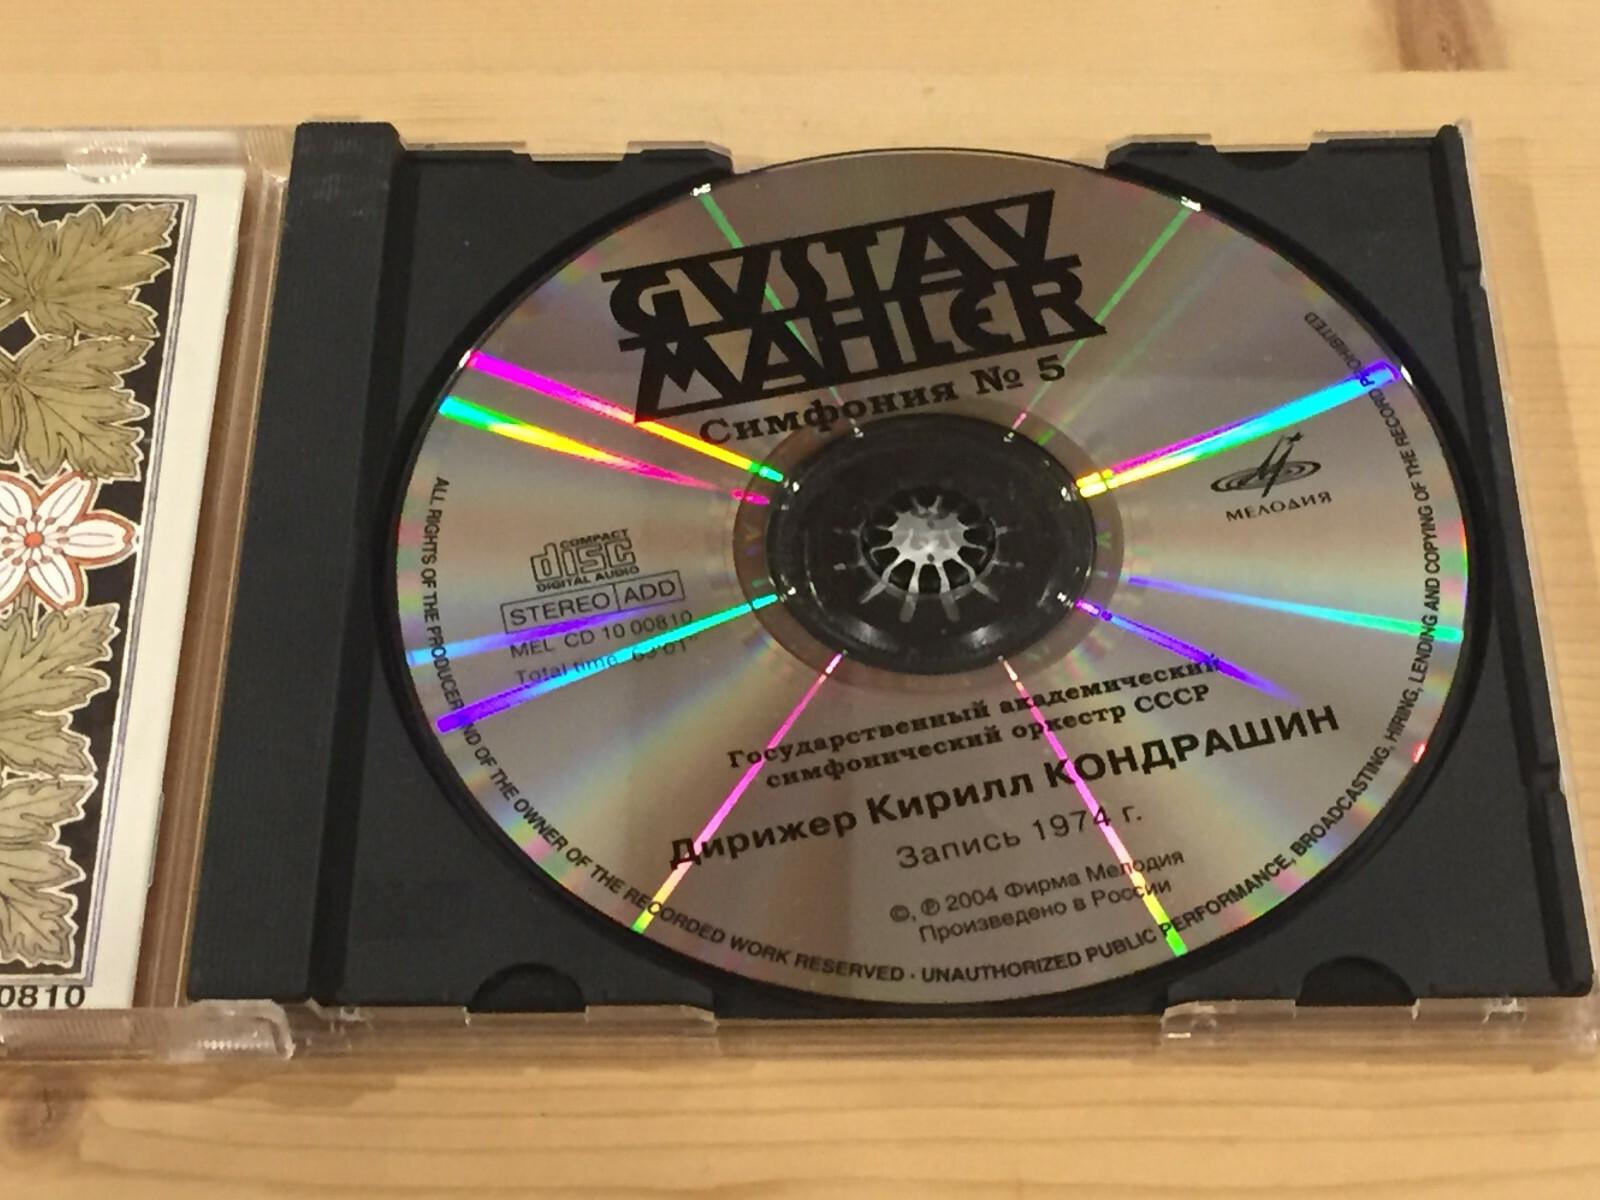 GVSTAV
MAHLER
Симфония № 5
МЕЛОДИЯ
COMPACT
disc
DIGITAL AUDIO
STEREO ADD
MEL CD 10 00810
Total time
Государственный академический
симфонический оркестр СССР
Дирижер Кирилл КОНДРАШИН
Запись 1974 г.
©, ℗ 2004 Фирма Мелодия
Произведено в России
ALL RIGHTS OF THE PRODUCER AND OF THE OWNER OF THE RECORDED WORK RESERVED · UNAUTHORIZED PUBLIC PERFORMANCE, BROADCASTING, HIRING, LENDING AND COPYING OF THE RECORD PROHIBITED
0810